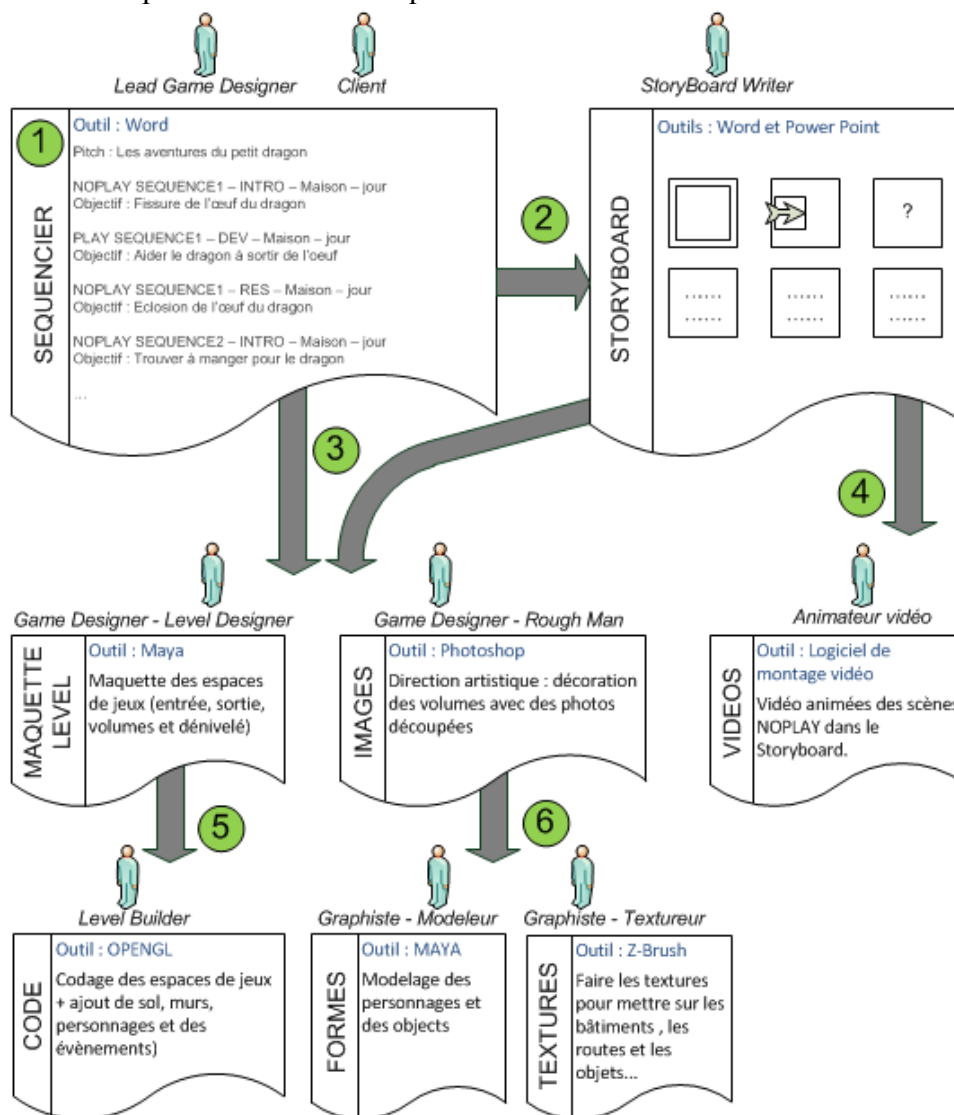 Lead Game Designer
Client
StoryBoard Writer
1
SEQUENCIER
Outil : Word
Pitch : Les aventures du petit dragon
NOPLAY SEQUENCE1 – INTRO – Maison – jour
Objectif : Fissure de l'œuf du dragon
PLAY SEQUENCE1 – DEV – Maison – jour
Objectif : Aider le dragon à sortir de l'oeuf
NOPLAY SEQUENCE1 – RES – Maison – jour
Objectif : Eclosion de l'œuf du dragon
NOPLAY SEQUENCE2 – INTRO – Maison – jour
Objectif : Trouver à manger pour le dragon
...
2
STORYBOARD
Outils : Word et Power Point
?
......
......
......
......
......
......
3
4
Game Designer - Level Designer
MAQUETTE
LEVEL
Outil : Maya
Maquette des espaces
de jeux (entrée, sortie,
volumes et dénivelé)
Game Designer - Rough Man
IMAGES
Outil : Photoshop
Direction artistique : décoration
des volumes avec des photos
découpées
Animateur vidéo
VIDEOS
Outil : Logiciel de
montage vidéo
Vidéo animées des scènes
NOPLAY dans le
Storyboard.
5
6
Level Builder
CODE
Outil : OPENGL
Codage des espaces de jeux
+ ajout de sol, murs,
personnages et des
évènements)
Graphiste - Modeleur
FORMES
Outil : MAYA
Modelage des
personnages et
des objects
Graphiste - Textureur
TEXTURES
Outil : Z-Brush
Faire les textures
pour mettre sur les
bâtiments , les
routes et les
objets...